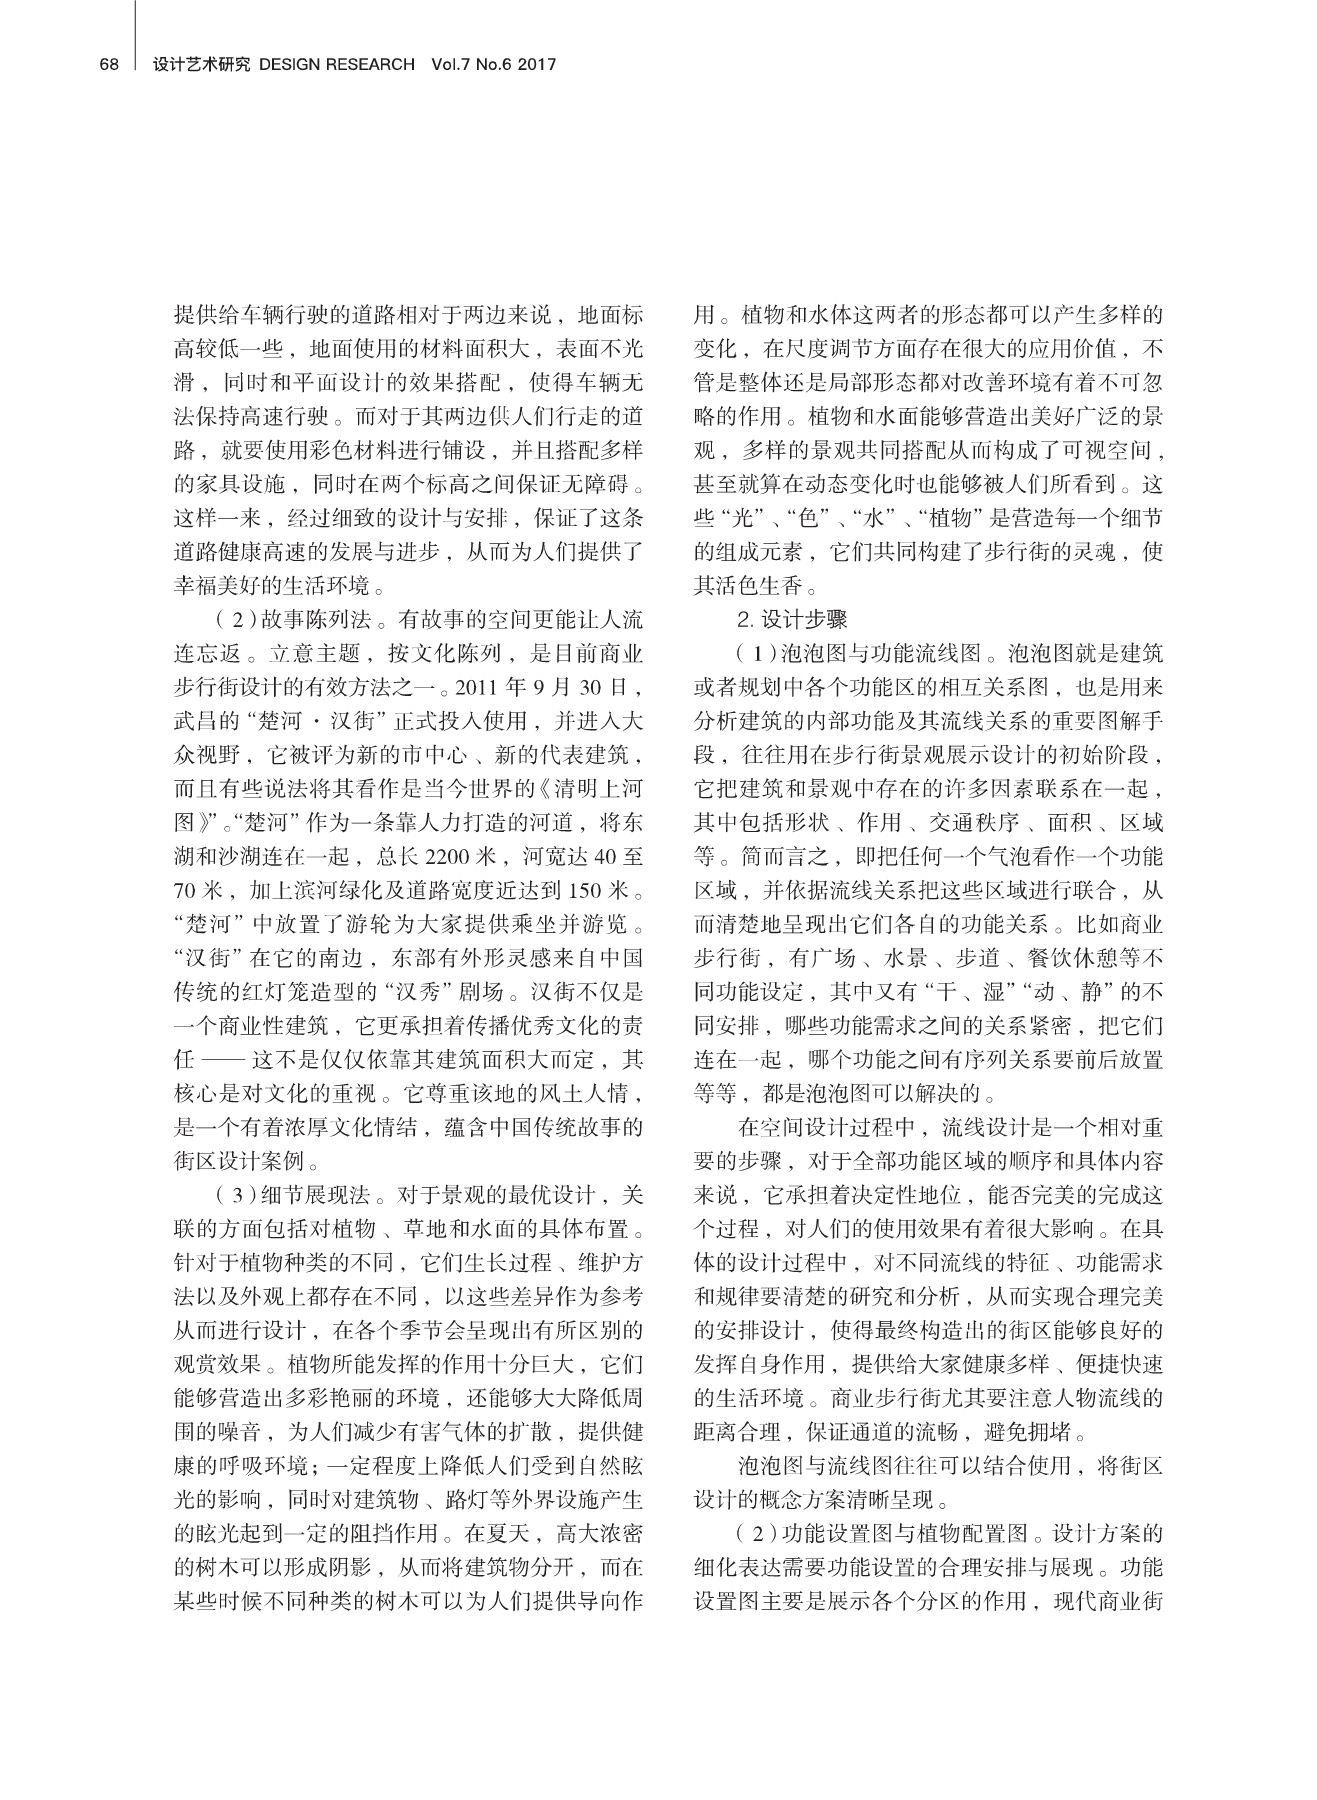 68
设计艺术研究 DESIGN RESEARCH Vol.7 No.6 2017
提供给车辆行驶的道路相对于两边来说，地面标
高较低一些，地面使用的材料面积大，表面不光
滑，同时和平面设计的效果搭配，使得车辆无
法保持高速行驶。而对于其两边供人们行走的道
路，就要使用彩色材料进行铺设，并且搭配多样
的家具设施，同时在两个标高之间保证无障碍。
这样一来，经过细致的设计与安排，保证了这条
道路健康高速的发展与进步，从而为人们提供了
幸福美好的生活环境。
（2）故事陈列法。有故事的空间更能让人流
连忘返。立意主题，按文化陈列，是目前商业
步行街设计的有效方法之一。2011 年 9 月 30 日，
武昌的“楚河·汉街”正式投入使用，并进入大
众视野，它被评为新的市中心、新的代表建筑，
而且有些说法将其看作是当今世界的《清明上河
图》”。“楚河”作为一条靠人力打造的河道，将东
湖和沙湖连在一起，总长 2200 米，河宽达 40 至
70 米，加上滨河绿化及道路宽度近达到 150 米。
“楚河”中放置了游轮为大家提供乘坐并游览。
“汉街”在它的南边，东部有外形灵感来自中国
传统的红灯笼造型的“汉秀”剧场。汉街不仅是
一个商业性建筑，它更承担着传播优秀文化的责
任——这不是仅仅依靠其建筑面积大而定，其
核心是对文化的重视。它尊重该地的风土人情，
是一个有着浓厚文化情结，蕴含中国传统故事的
街区设计案例。
（3）细节展现法。对于景观的最优设计，关
联的方面包括对植物、草地和水面的具体布置。
针对于植物种类的不同，它们生长过程、维护方
法以及外观上都存在不同，以这些差异作为参考
从而进行设计，在各个季节会呈现出有所区别的
观赏效果。植物所能发挥的作用十分巨大，它们
能够营造出多彩艳丽的环境，还能够大大降低周
围的噪音，为人们减少有害气体的扩散，提供健
康的呼吸环境；一定程度上降低人们受到自然眩
光的影响，同时对建筑物、路灯等外界设施产生
的眩光起到一定的阻挡作用。在夏天，高大浓密
的树木可以形成阴影，从而将建筑物分开，而在
某些时候不同种类的树木可以为人们提供导向作
用。植物和水体这两者的形态都可以产生多样的
变化，在尺度调节方面存在很大的应用价值，不
管是整体还是局部形态都对改善环境有着不可忽
略的作用。植物和水面能够营造出美好广泛的景
观，多样的景观共同搭配从而构成了可视空间，
甚至就算在动态变化时也能够被人们所看到。这
些“光”、“色”、“水”、“植物”是营造每一个细节
的组成元素，它们共同构建了步行街的灵魂，使
其活色生香。
2. 设计步骤
（1）泡泡图与功能流线图。泡泡图就是建筑
或者规划中各个功能区的相互关系图，也是用来
分析建筑的内部功能及其流线关系的重要图解手
段，往往用在步行街景观展示设计的初始阶段，
它把建筑和景观中存在的许多因素联系在一起，
其中包括形状、作用、交通秩序、面积、区域
等。简而言之，即把任何一个气泡看作一个功能
区域，并依据流线关系把这些区域进行联合，从
而清楚地呈现出它们各自的功能关系。比如商业
步行街，有广场、水景、步道、餐饮休憩等不
同功能设定，其中又有“干、湿”“动、静”的不
同安排，哪些功能需求之间的关系紧密，把它们
连在一起，哪个功能之间有序列关系要前后放置
等等，都是泡泡图可以解决的。
在空间设计过程中，流线设计是一个相对重
要的步骤，对于全部功能区域的顺序和具体内容
来说，它承担着决定性地位，能否完美的完成这
个过程，对人们的使用效果有着很大影响。在具
体的设计过程中，对不同流线的特征、功能需求
和规律要清楚的研究和分析，从而实现合理完美
的安排设计，使得最终构造出的街区能够良好的
发挥自身作用，提供给大家健康多样、便捷快速
的生活环境。商业步行街尤其要注意人物流线的
距离合理，保证通道的流畅，避免拥堵。
泡泡图与流线图往往可以结合使用，将街区
设计的概念方案清晰呈现。
（2）功能设置图与植物配置图。设计方案的
细化表达需要功能设置的合理安排与展现。功能
设置图主要是展示各个分区的作用，现代商业街